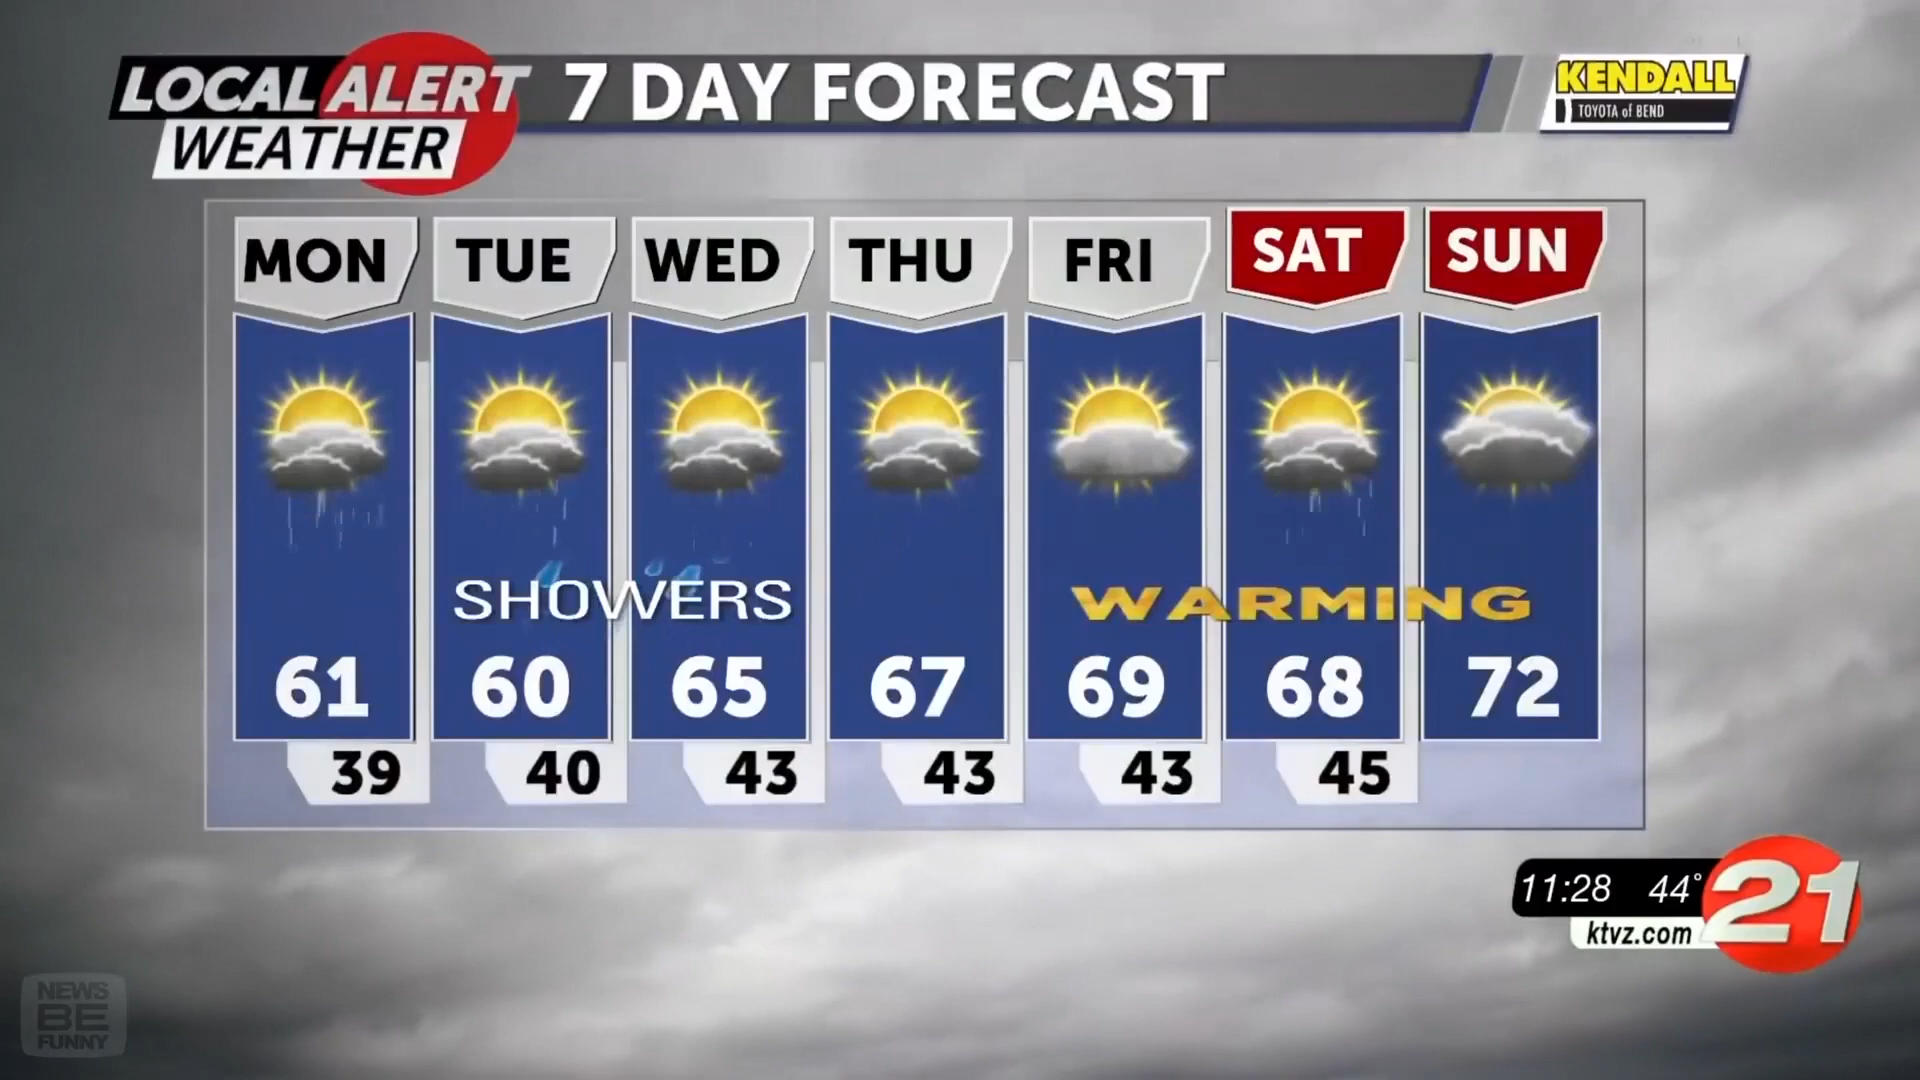 LOCAL ALERT
WEATHER
7 DAY FORECAST
KENDALL
TOYOTA of BEND
MON TUE WED THU FRI SAT SUN
SHOWERS WARMING
61 60 65 67 69 68 72
39 40 43 43 43 45
11:28 44°
21
ktvz.com
NEWS
BE
FUNNY